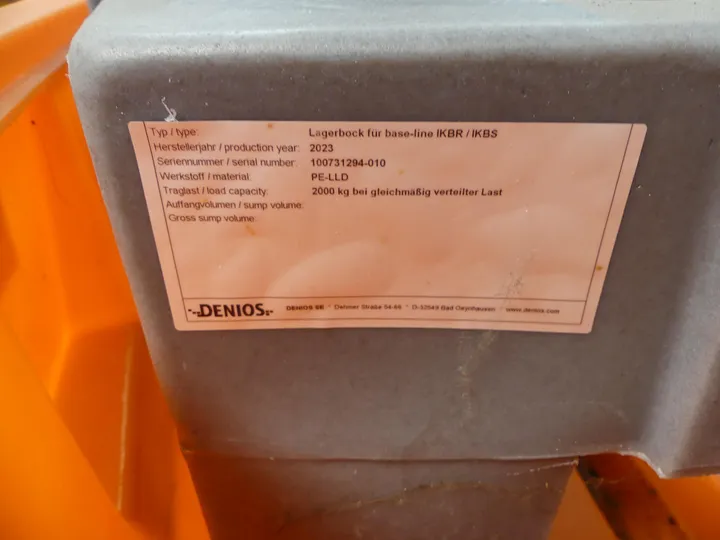 Typ / type: Lagerbock für base-line IKBR / IKBS
Herstellerjahr / production year: 2023
Seriennummer / serial number: 100731294-010
Werkstoff / material: PE-LLD
Traglast / load capacity: 2000 kg bei gleichmäßig verteilter Last
Auffangvolumen / sump volume:
Gross sump volume:
DENIOS DENIOS SE * Dehmer Straße 54-66 * D-32549 Bad Oeynhausen * www.denios.com